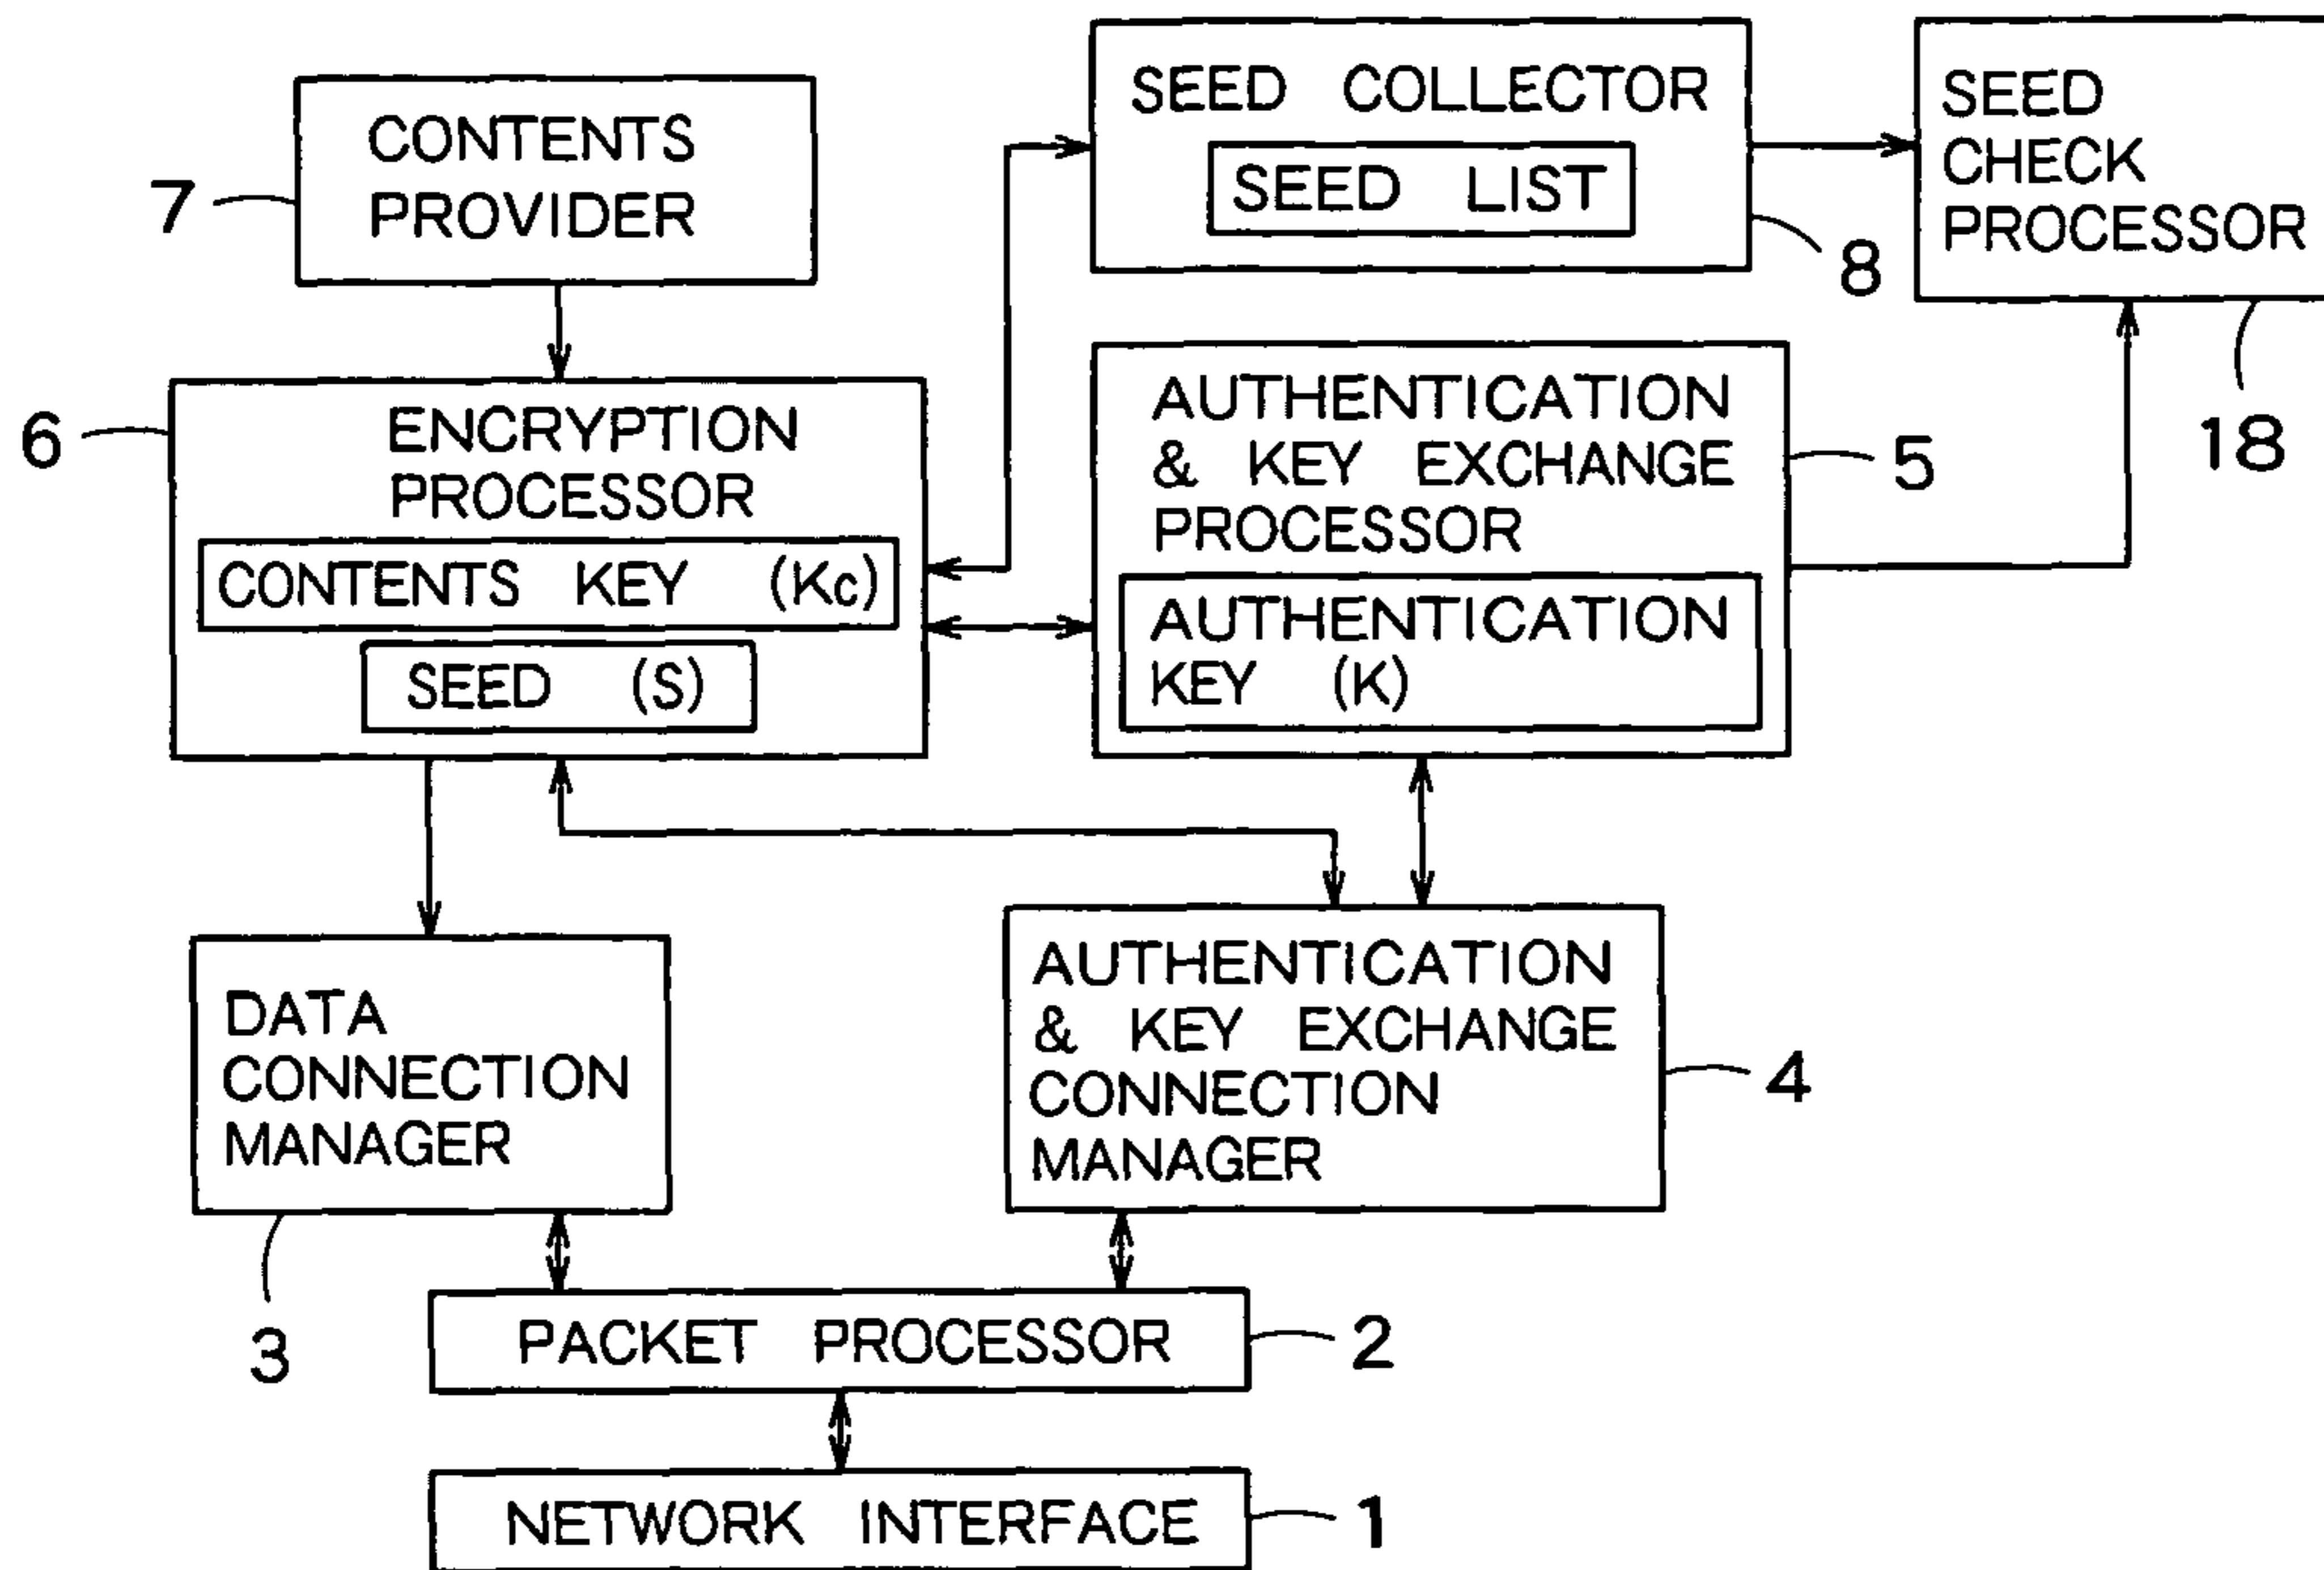 CONTENTS
PROVIDER
7
SEED COLLECTOR
SEED LIST
8
SEED
CHECK
PROCESSOR
18
6
ENCRYPTION
PROCESSOR
CONTENTS KEY (Kc)
SEED (S)
AUTHENTICATION
& KEY EXCHANGE
PROCESSOR
AUTHENTICATION
KEY (K)
5
DATA
CONNECTION
MANAGER
3
AUTHENTICATION
& KEY EXCHANGE
CONNECTION
MANAGER
4
PACKET PROCESSOR
2
NETWORK INTERFACE
1